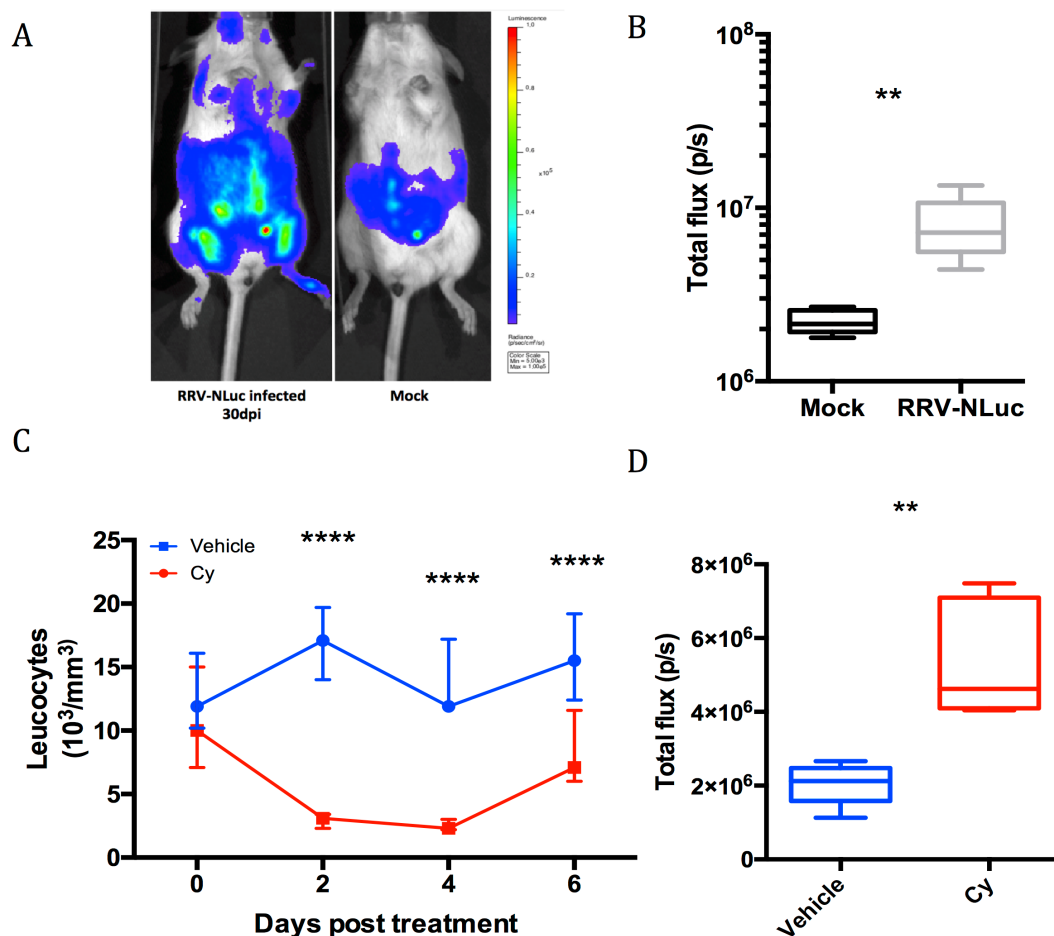 A
Luminescence
1.0
0.8
0.6
×10⁵
0.4
0.2
Radiance
(p/sec/cm²/sr)
Color Scale
Min = 5.00e3
Max = 1.00e5
RRV-NLuc infected
30dpi
Mock
B
10⁸
10⁷
10⁶
Total flux (p/s)
**
Mock
RRV-NLuc
C
Vehicle
Cy
25
20
15
10
5
0
Leucocytes
(10³/mm³)
****
****
****
0 2 4 6
Days post treatment
D
**
8×10⁶
6×10⁶
4×10⁶
2×10⁶
0
Total flux (p/s)
Vehicle
Cy